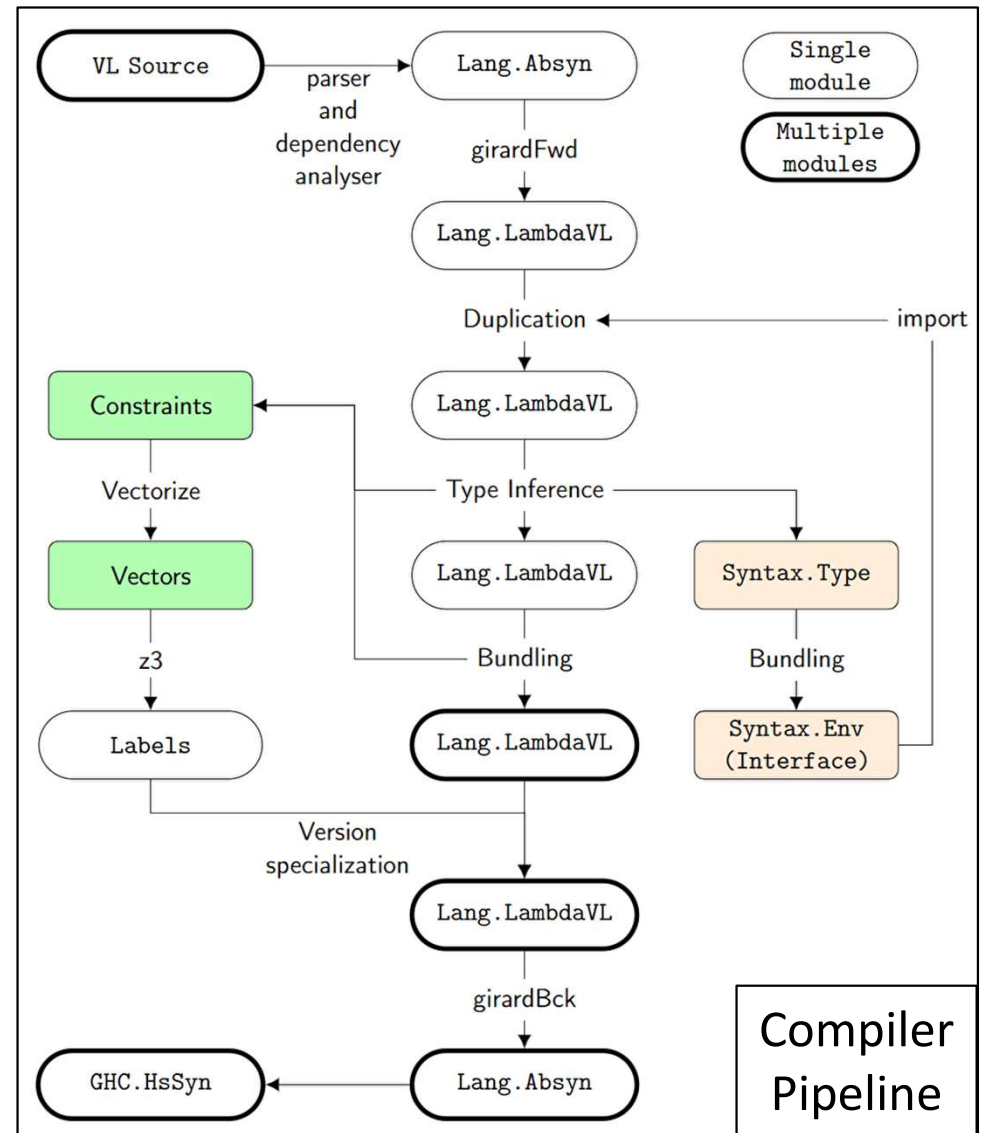 VL Source
parser
and
dependency
analyser
Lang.Absyn
Single
module
Multiple
modules
girardFwd
Lang.LambdaVL
Duplication
import
Constraints
Lang.LambdaVL
Vectorize
Type Inference
Vectors
Lang.LambdaVL
Syntax.Type
z3
Bundling
Bundling
Labels
Lang.LambdaVL
Syntax.Env
(Interface)
Version
specialization
Lang.LambdaVL
girardBck
GHC.HsSyn
Lang.Absyn
Compiler
Pipeline